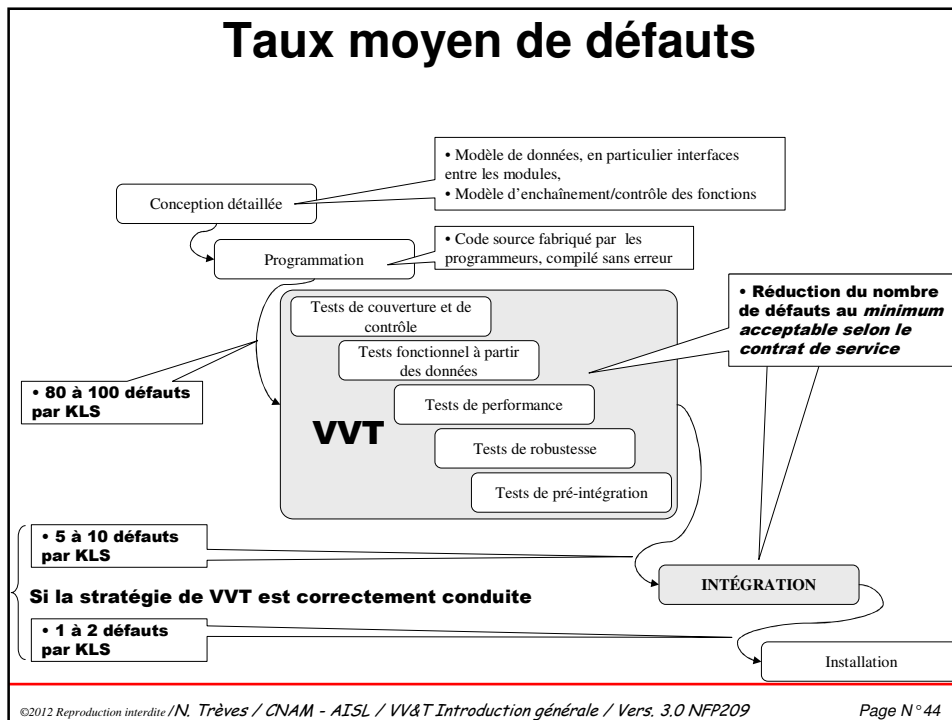 Taux moyen de défauts
• Modèle de données, en particulier interfaces
entre les modules,
• Modèle d'enchaînement/contrôle des fonctions
Conception détaillée
• Code source fabriqué par les
programmeurs, compilé sans erreur
Programmation
• Réduction du nombre
de défauts au minimum
acceptable selon le
contrat de service
Tests de couverture et de
contrôle
Tests fonctionnel à partir
des données
• 80 à 100 défauts
par KLS
Tests de performance
VVT
Tests de robustesse
Tests de pré-intégration
• 5 à 10 défauts
par KLS
INTÉGRATION
Si la stratégie de VVT est correctement conduite
• 1 à 2 défauts
par KLS
Installation
©2012 Reproduction interdite /N. Trèves / CNAM - AISL / VV&T Introduction générale / Vers. 3.0 NFP209
Page N°44